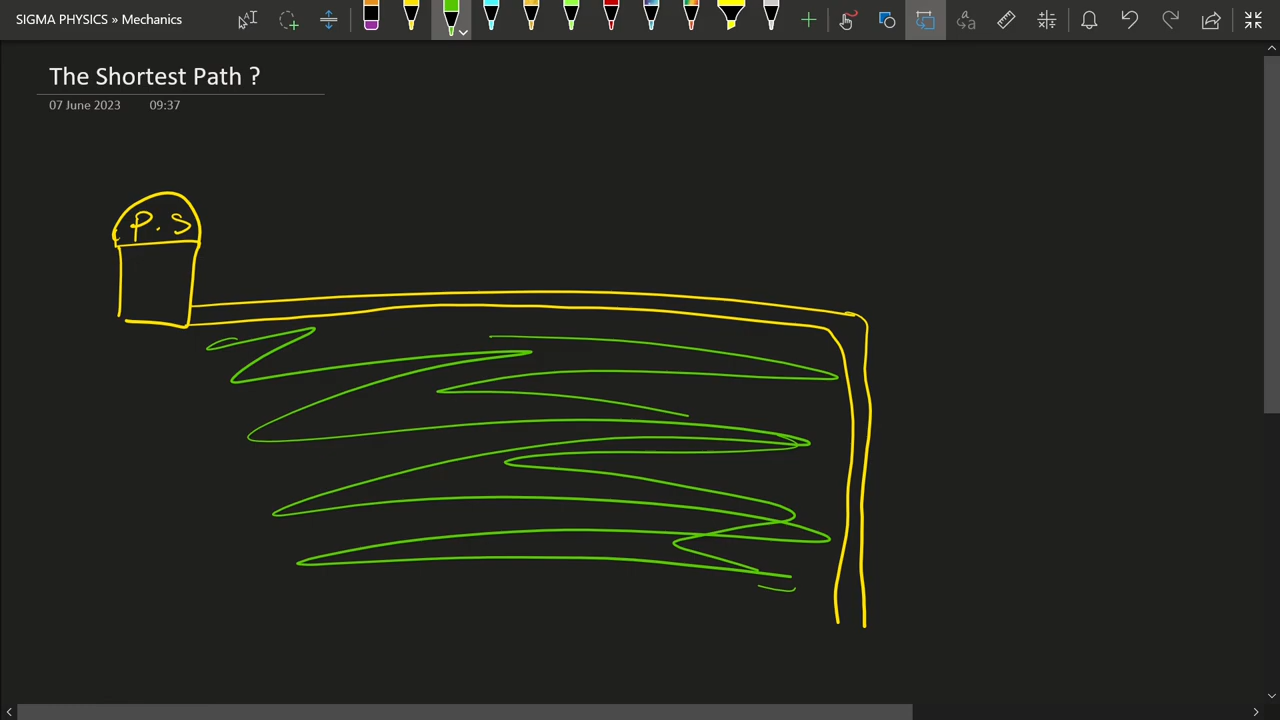 SIGMA PHYSICS » Mechanics
The Shortest Path ?
07 June 2023 09:37
P.S